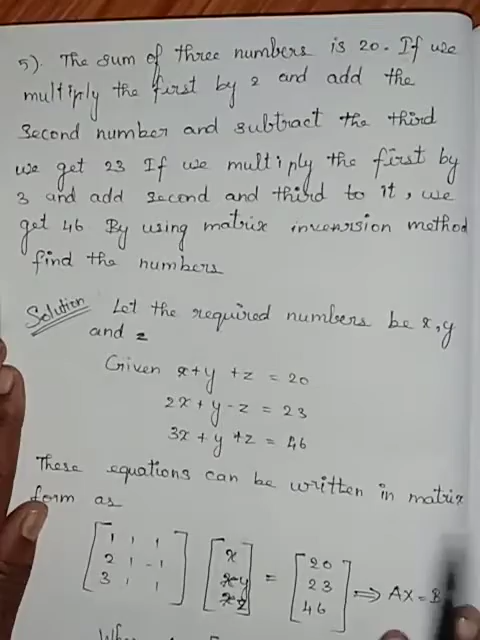 5). The sum of three numbers is 20. If we
multiply the first by 2 and add the
second number and subtract the third
we get 23 If we multiply the first by
3 and add second and third to it, we
get 46 By using matrix inversion method
find the numbers
Solution Let the required numbers be x, y
and z
Given x+y+z = 20
2x+y-z = 23
3x+y+z = 46
These equations can be written in matrix
form as
[1 1 1] [x] [20]
[2 1 -1] [y] = [23] ⇒ AX = B
[3 1 1] [z] [46]